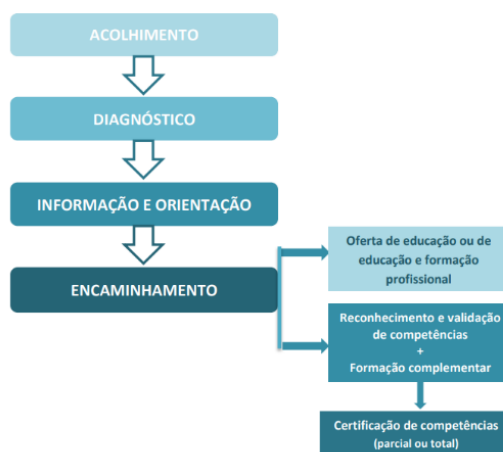 ACOLHIMENTO
DIAGNÓSTICO
INFORMAÇÃO E ORIENTAÇÃO
ENCAMINHAMENTO
Oferta de educação ou de
educação e formação
profissional
Reconhecimento e validação
de competências
+
Formação complementar
Certificação de competências
(parcial ou total)